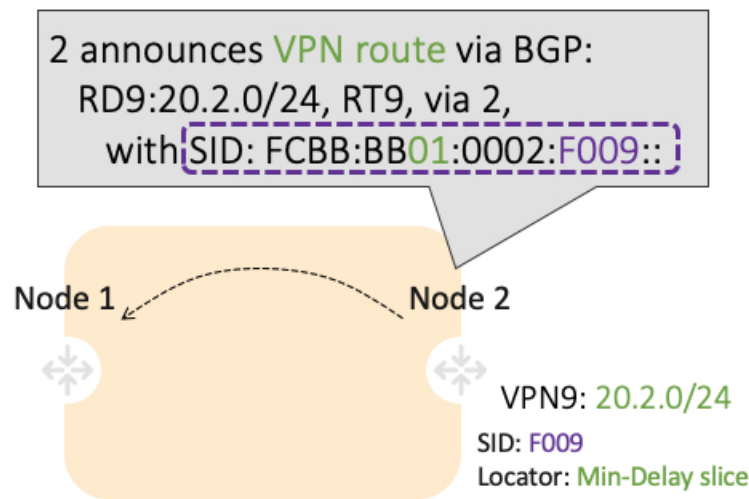 2 announces VPN route via BGP:
RD9:20.2.0/24, RT9, via 2,
with SID: FCBB:BB01:0002:F009::
Node 1
Node 2
VPN9: 20.2.0/24
SID: F009
Locator: Min-Delay slice